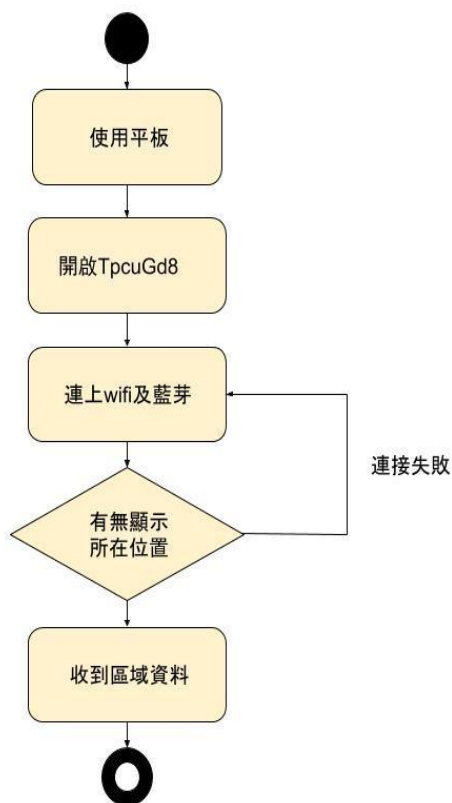 使用平板
開啟TpcuGd8
連上wifi及藍芽
連接失敗
有無顯示
所在位置
收到區域資料